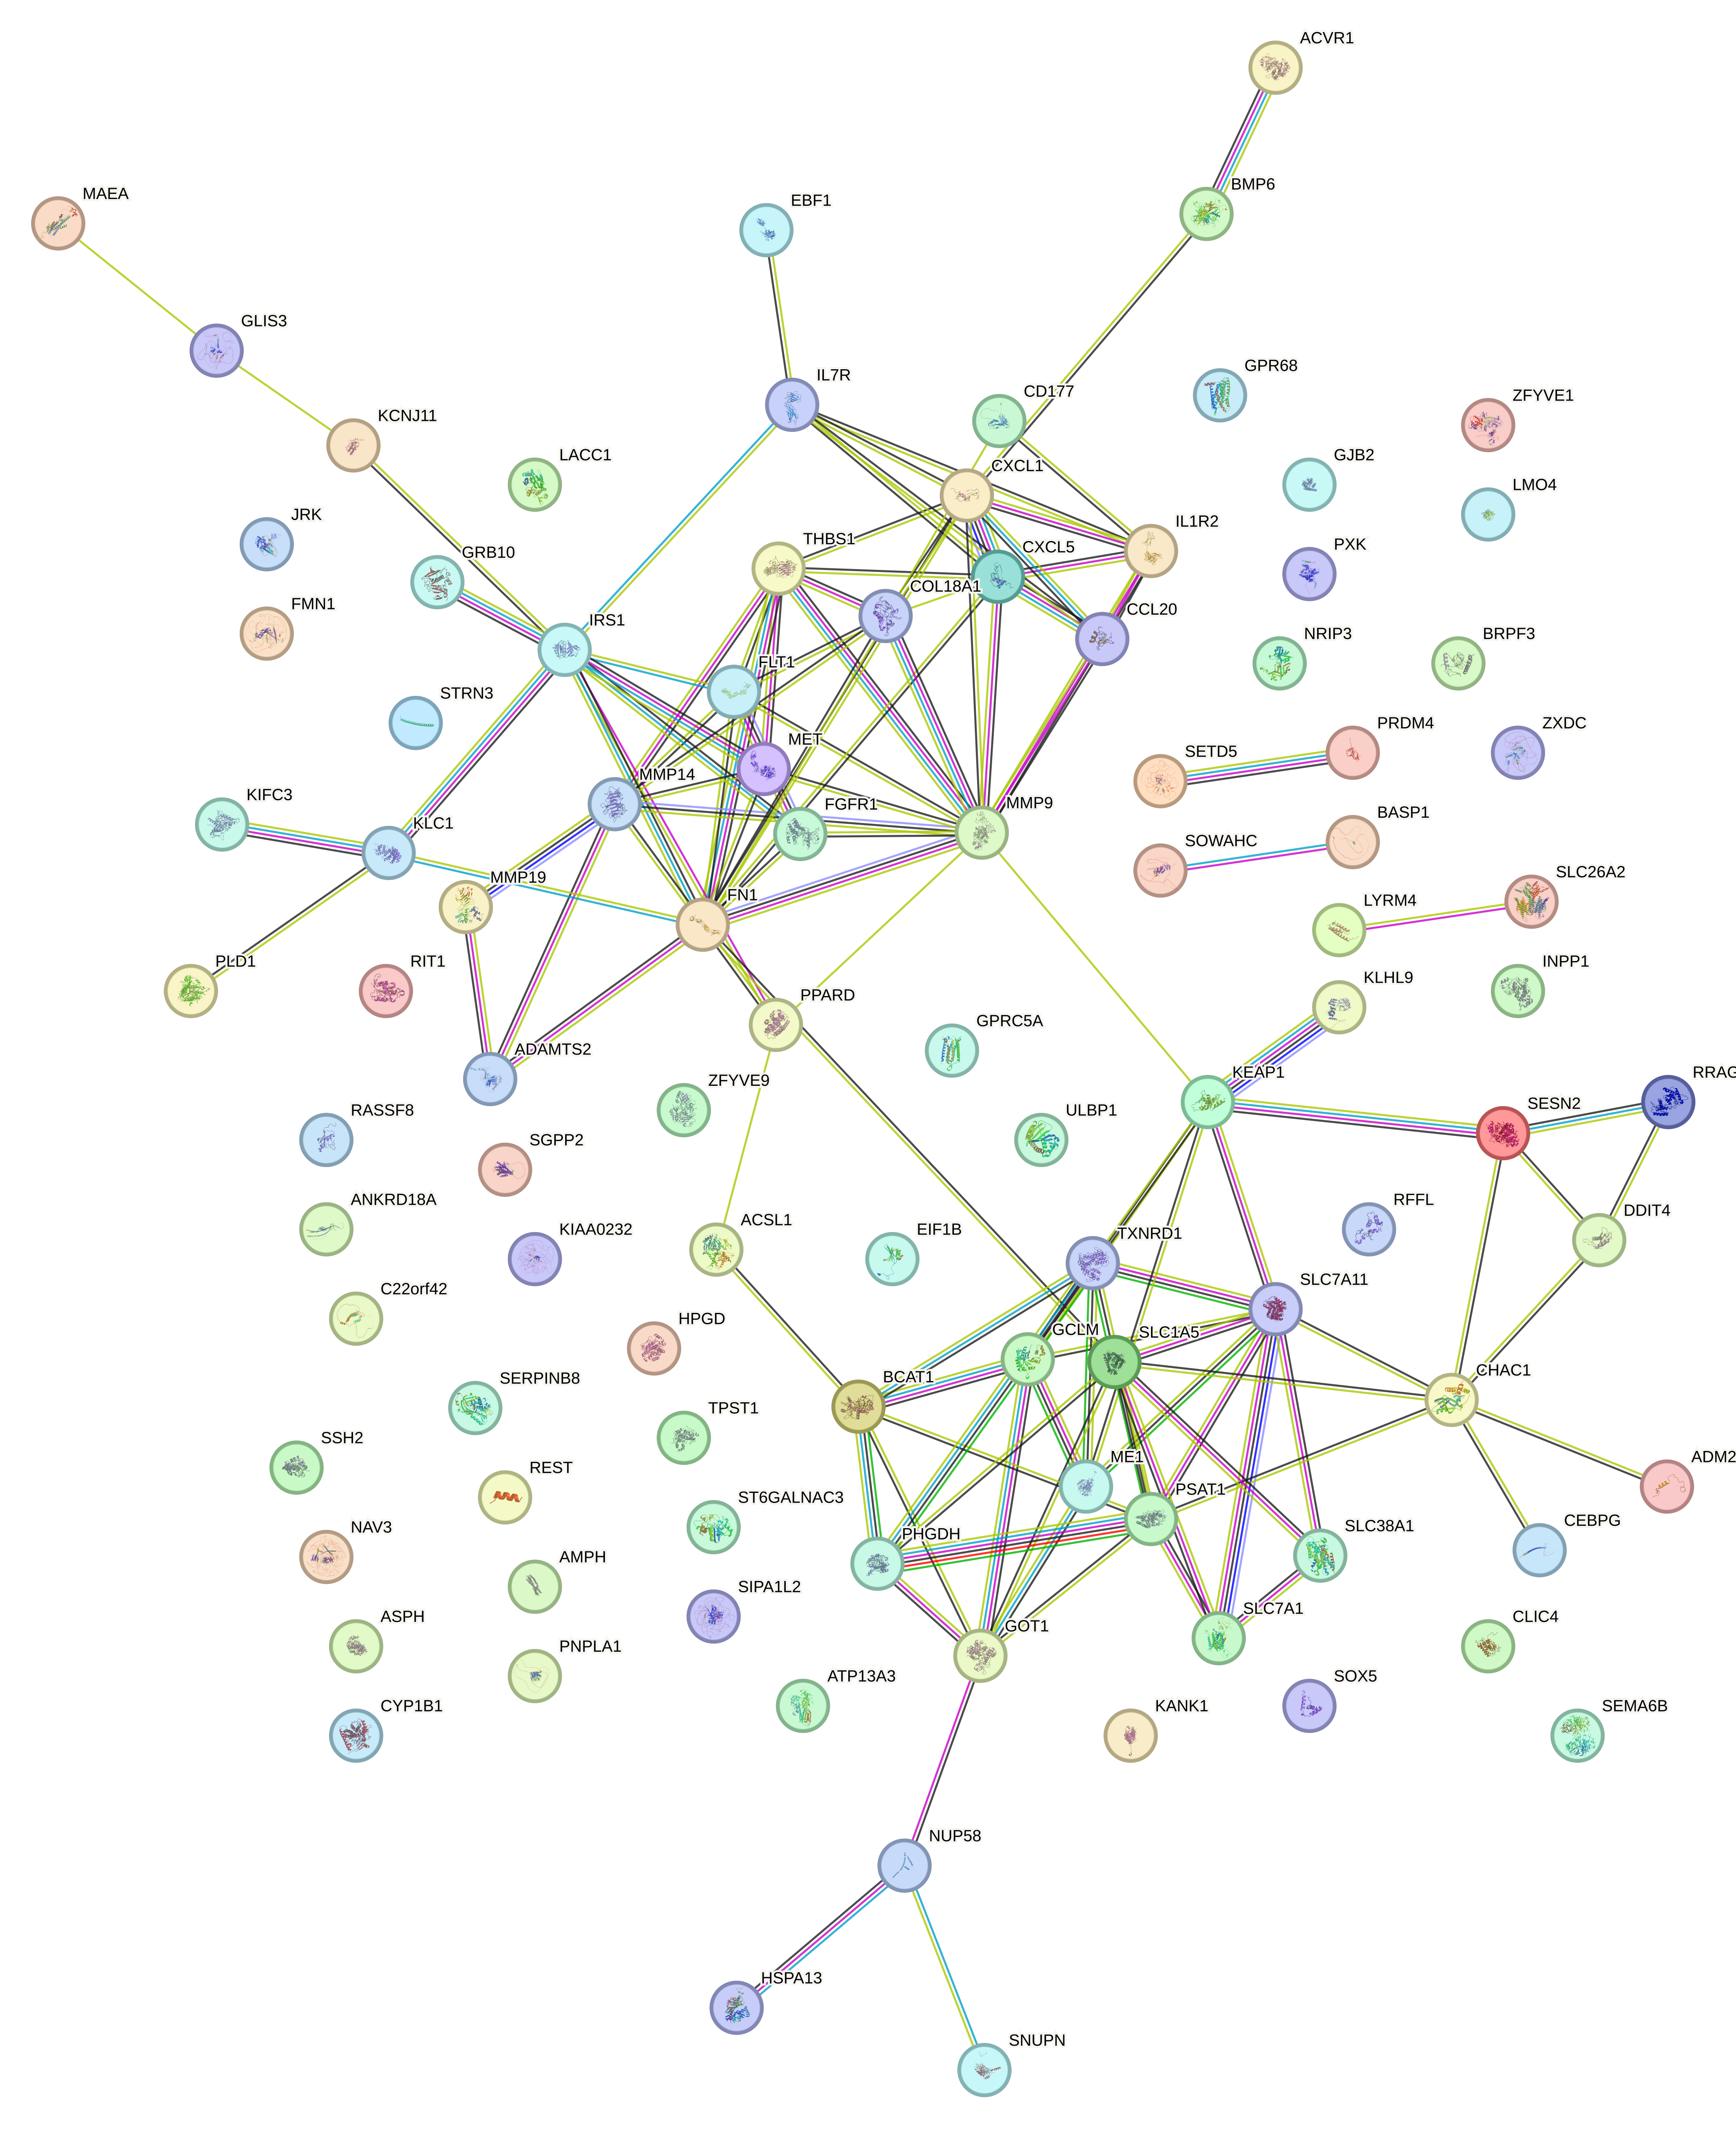 ACVR1
BMP6
MAEA
EBF1
GLIS3
GPR68
IL7R
CD177
ZFYVE1
KCNJ11
LACC1
GJB2
CXCL1
LMO4
JRK
IL1R2
THBS1
CXCL5
PXK
GRB10
COL18A1
FMN1
CCL20
IRS1
NRIP3
BRPF3
FLT1
STRN3
PRDM4
ZXDC
MET
SETD5
MMP14
KIFC3
FGFR1
MMP9
BASP1
KLC1
SOWAHC
SLC26A2
MMP19
FN1
LYRM4
PLD1
RIT1
INPP1
KLHL9
PPARD
GPRC5A
ADAMTS2
KEAP1
RRAG
ZFYVE9
SESN2
RASSF8
ULBP1
SGPP2
ANKRD18A
DDIT4
RFFL
ACSL1
KIAA0232
EIF1B
TXNRD1
SLC7A11
C22orf42
HPGD
GCLM
SLC1A5
CHAC1
SERPINB8
BCAT1
TPST1
SSH2
ADM2
ME1
REST
PSAT1
ST6GALNAC3
CEBPG
NAV3
PHGDH
SLC38A1
AMPH
SIPA1L2
SLC7A1
ASPH
CLIC4
GOT1
PNPLA1
ATP13A3
SOX5
CYP1B1
KANK1
SEMA6B
NUP58
HSPA13
SNUPN